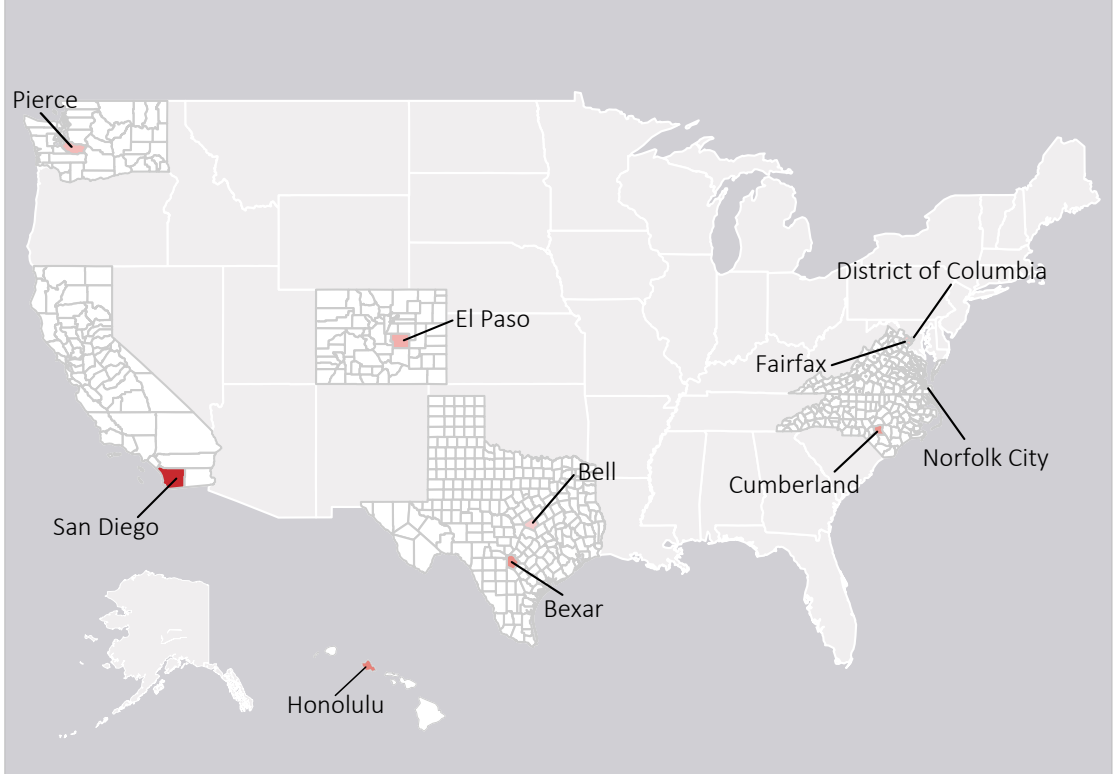 Pierce
District of Columbia
El Paso
Fairfax
Norfolk City
Bell
Cumberland
San Diego
Bexar
Honolulu